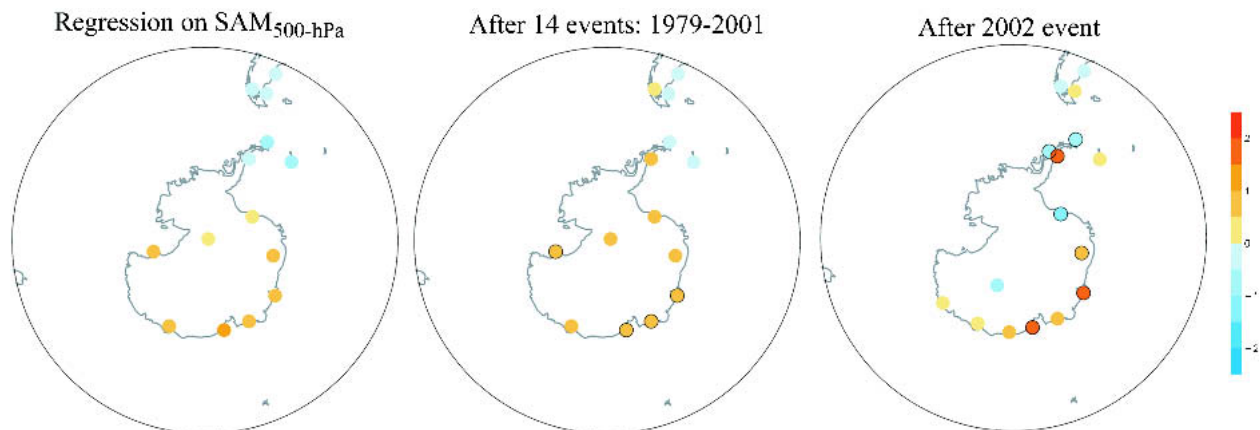 Regression on SAM500-hPa
After 14 events: 1979-2001
After 2002 event
2
1
0
-1
-2